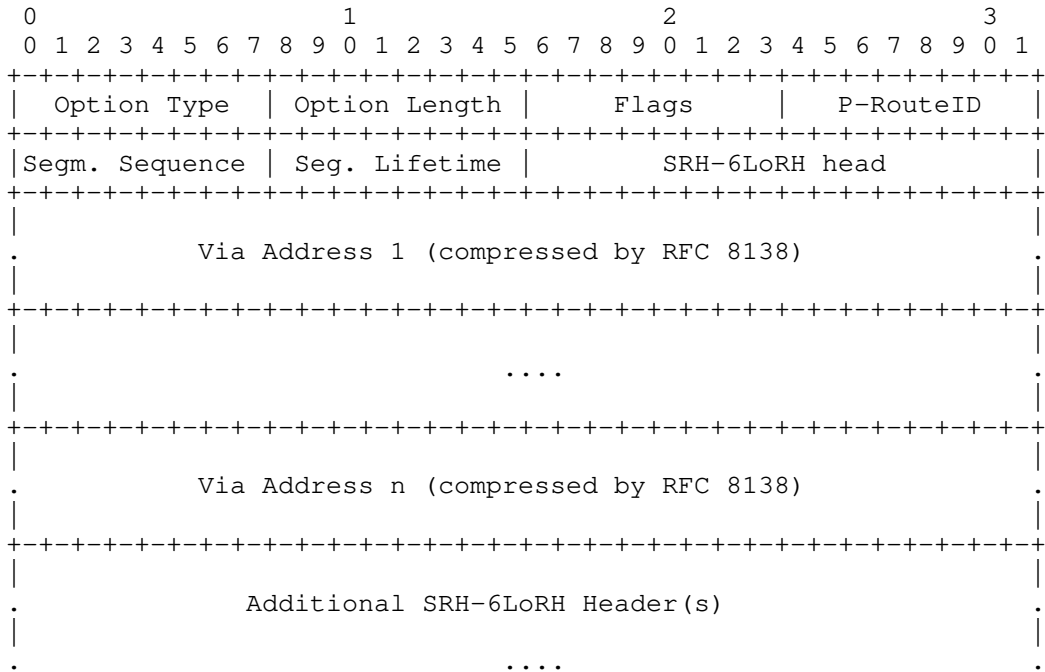 0                   1                   2                   3
 0 1 2 3 4 5 6 7 8 9 0 1 2 3 4 5 6 7 8 9 0 1 2 3 4 5 6 7 8 9 0 1
+-+-+-+-+-+-+-+-+-+-+-+-+-+-+-+-+-+-+-+-+-+-+-+-+-+-+-+-+-+-+-+-+
|  Option Type  | Option Length |     Flags     |   P-RouteID   |
+-+-+-+-+-+-+-+-+-+-+-+-+-+-+-+-+-+-+-+-+-+-+-+-+-+-+-+-+-+-+-+-+
|Segm. Sequence | Seg. Lifetime |        SRH-6LoRH head         |
+-+-+-+-+-+-+-+-+-+-+-+-+-+-+-+-+-+-+-+-+-+-+-+-+-+-+-+-+-+-+-+-+
|                                                               |
.           Via Address 1 (compressed by RFC 8138)              .
|                                                               |
+-+-+-+-+-+-+-+-+-+-+-+-+-+-+-+-+-+-+-+-+-+-+-+-+-+-+-+-+-+-+-+-+
|                                                               |
.                              ....                             .
|                                                               |
+-+-+-+-+-+-+-+-+-+-+-+-+-+-+-+-+-+-+-+-+-+-+-+-+-+-+-+-+-+-+-+-+
|                                                               |
.           Via Address n (compressed by RFC 8138)              .
|                                                               |
+-+-+-+-+-+-+-+-+-+-+-+-+-+-+-+-+-+-+-+-+-+-+-+-+-+-+-+-+-+-+-+-+
|                                                               |
.              Additional SRH-6LoRH Header(s)                   .
|                                                               |
.                              ....                             .